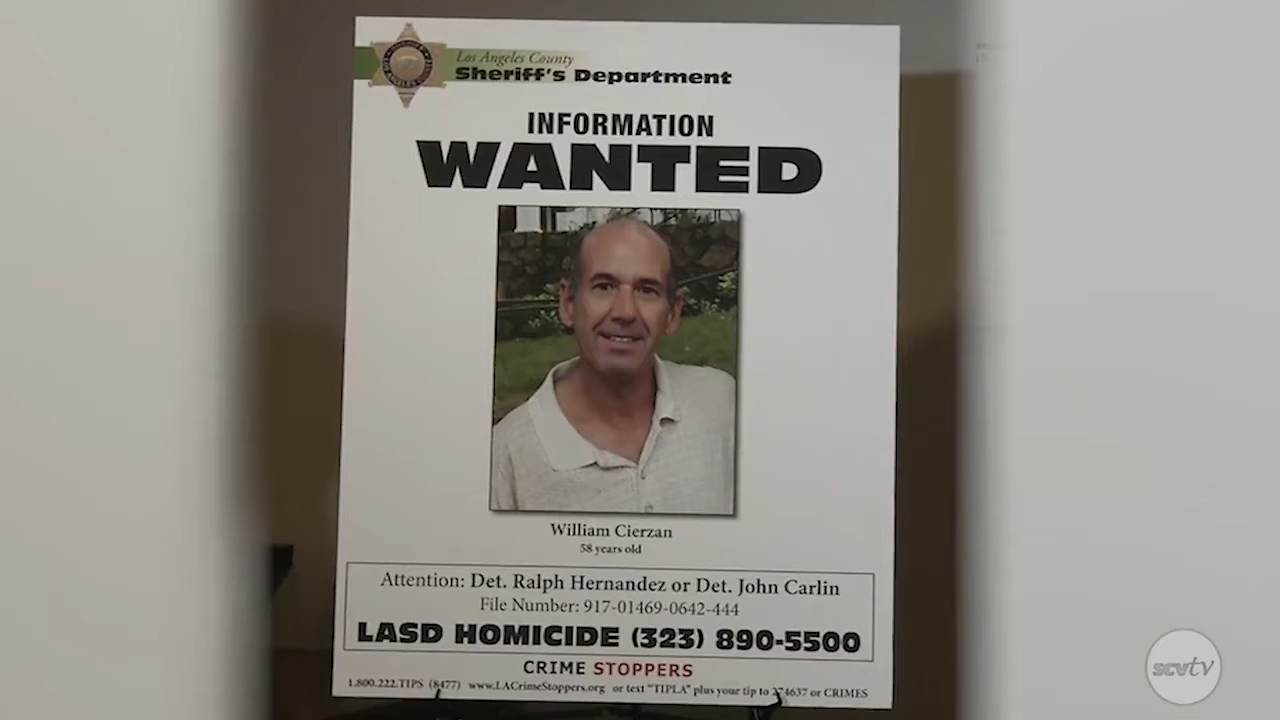 Los Angeles County
Sheriff's Department
INFORMATION
WANTED
William Cierzan
58 years old
Attention: Det. Ralph Hernandez or Det. John Carlin
File Number: 917-01469-0642-444
LASD HOMICIDE (323) 890-5500
CRIME STOPPERS
1.800.222.TIPS (8477) www.LACrimeStoppers.org or text "TIPLA" plus your tip to 274637 or CRIMES
scvtv